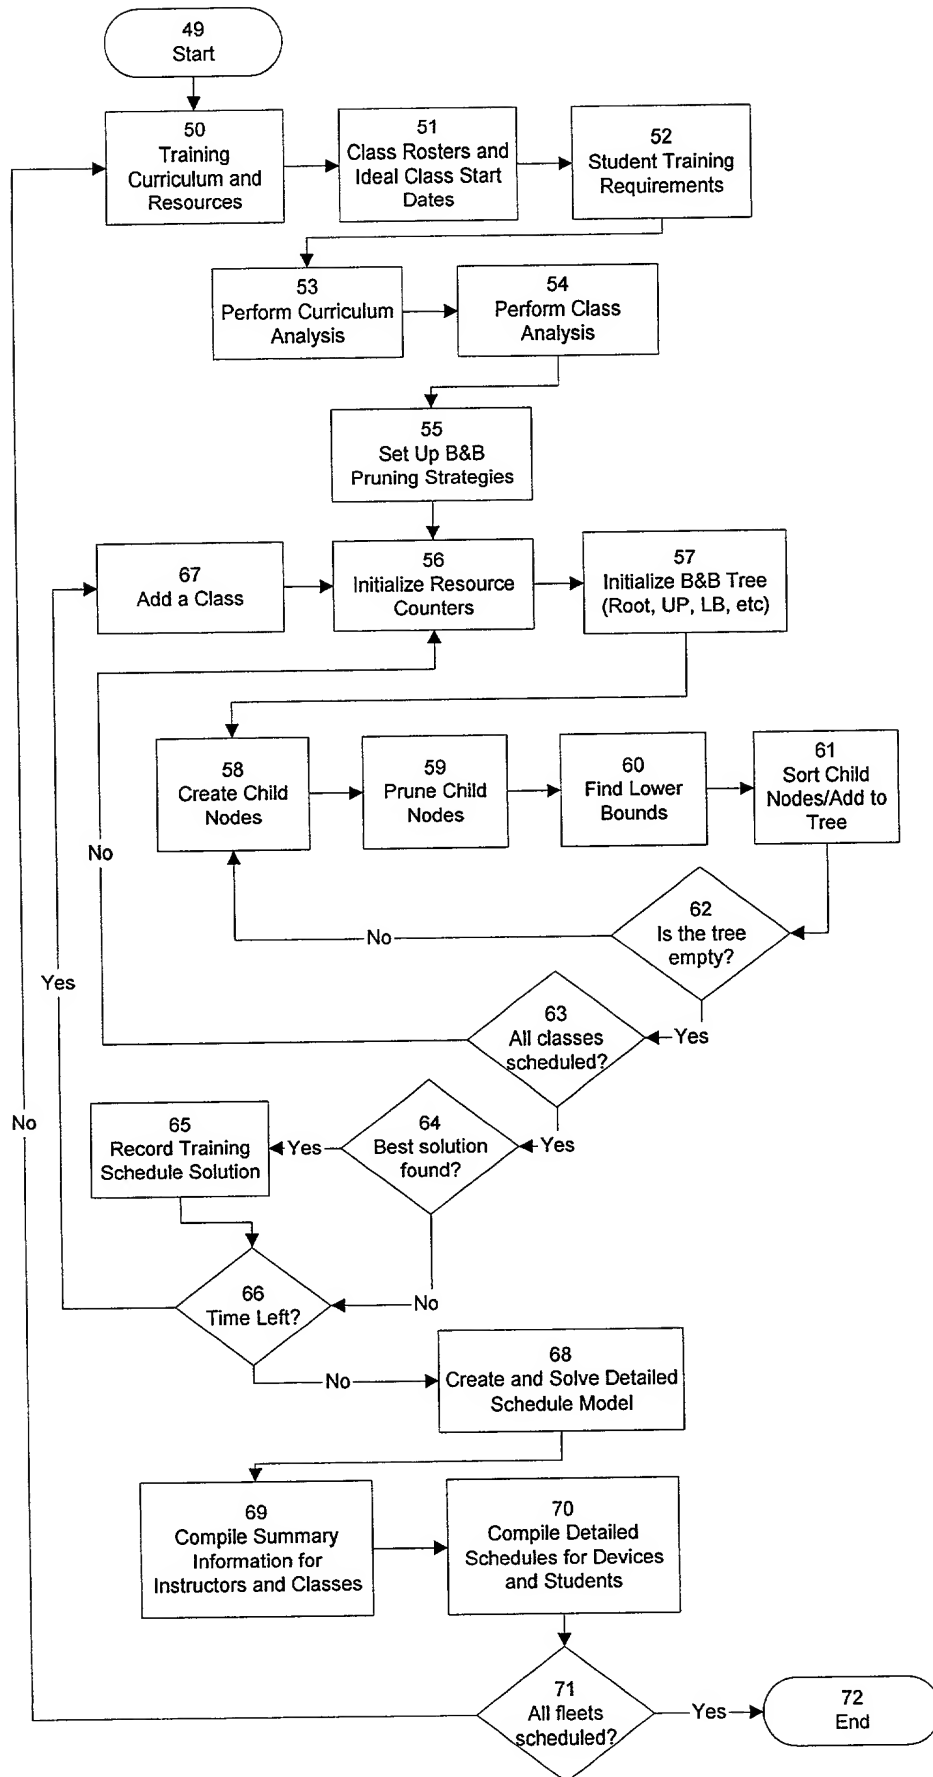 49
Start
50
Training
Curriculum and
Resources
51
Class Rosters and
Ideal Class Start
Dates
52
Student Training
Requirements
53
Perform Curriculum
Analysis
54
Perform Class
Analysis
55
Set Up B&B
Pruning Strategies
67
Add a Class
56
Initialize Resource
Counters
57
Initialize B&B Tree
(Root, UP, LB, etc)
58
Create Child
Nodes
59
Prune Child
Nodes
60
Find Lower
Bounds
61
Sort Child
Nodes/Add to
Tree
No
62
Is the tree
empty?
No
Yes
Yes
63
All classes
scheduled?
No
Yes
64
Best solution
found?
Yes
65
Record Training
Schedule Solution
66
Time Left?
No
No
68
Create and Solve Detailed
Schedule Model
69
Compile Summary
Information for
Instructors and Classes
70
Compile Detailed
Schedules for Devices
and Students
71
All fleets
scheduled?
Yes
72
End